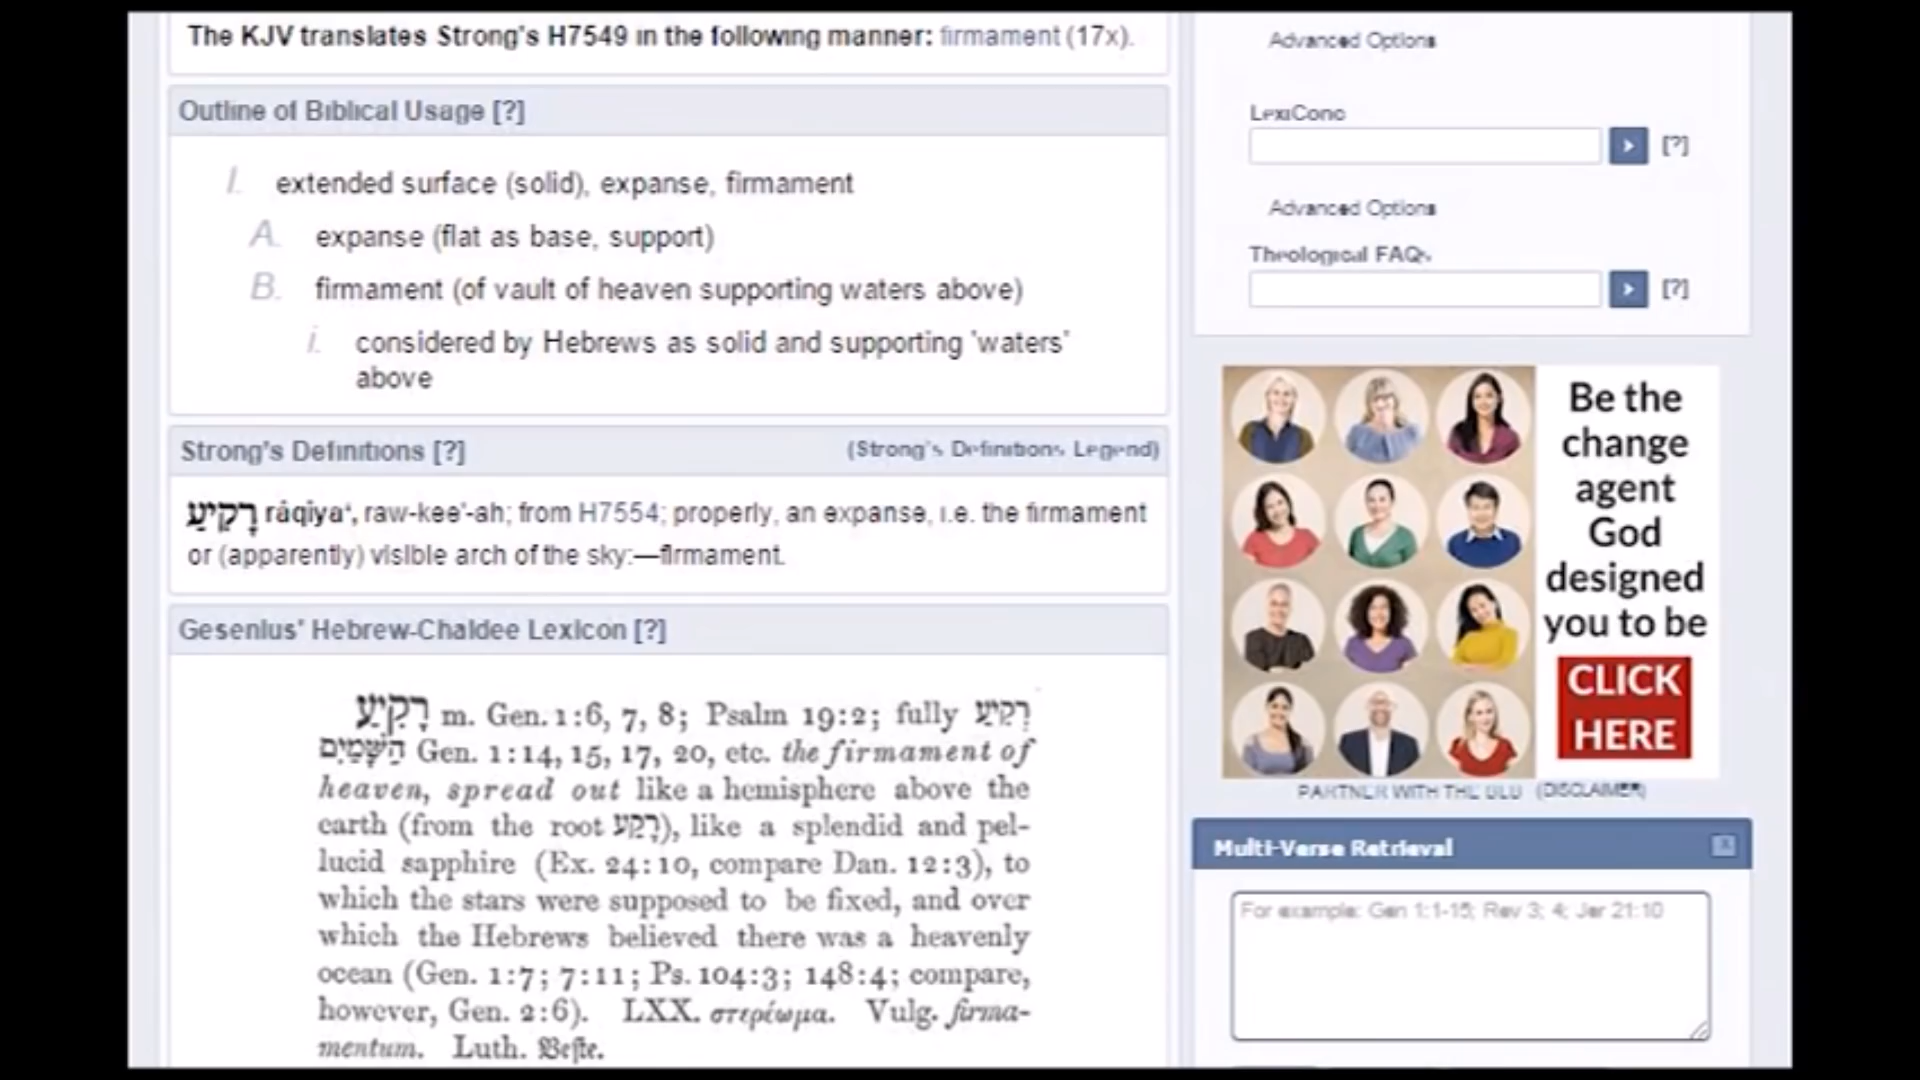 The KJV translates Strong's H7549 in the following manner: firmament (17x).
Outline of Biblical Usage [?]
I. extended surface (solid), expanse, firmament
A. expanse (flat as base, support)
B. firmament (of vault of heaven supporting waters above)
i. considered by Hebrews as solid and supporting 'waters'
above
Strong's Definitions [?]
(Strong's Definitions Legend)
רָקִיעַ râqîyaʻ, raw-kee'-ah; from H7554; properly, an expanse, i.e. the firmament
or (apparently) visible arch of the sky:—firmament.
Gesenius' Hebrew-Chaldee Lexicon [?]
רָקִיעַ m. Gen. 1:6, 7, 8; Psalm 19:2; fully רְקִיעַ
הַשָּׁמַיִם Gen. 1:14, 15, 17, 20, etc. the firmament of
heaven, spread out like a hemisphere above the
earth (from the root רָקַע), like a splendid and pel-
lucid sapphire (Ex. 24:10, compare Dan. 12:3), to
which the stars were supposed to be fixed, and over
which the Hebrews believed there was a heavenly
ocean (Gen. 1:7; 7:11; Ps. 104:3; 148:4; compare,
however, Gen. 2:6). LXX. στερέωμα. Vulg. firma-
mentum. Luth. Veste.
Advanced Options
LexiConc
[?]
Advanced Options
Theological FAQs
[?]
Be the
change
agent
God
designed
you to be
CLICK
HERE
PARTNER WITH THE BLB (DISCLAIMER)
Multi-Verse Retrieval
For example: Gen 1:1-15; Rev 3; 4; Jer 21:10